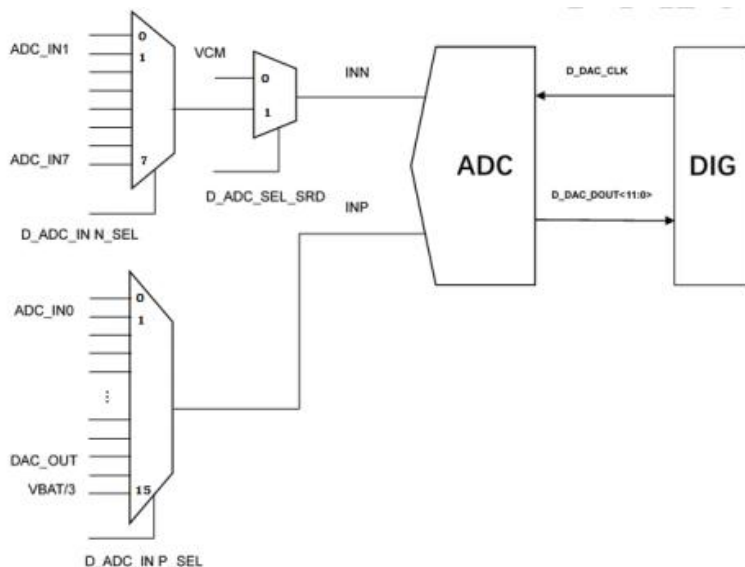 ADC_IN1
0
1
ADC_IN7
7
D_ADC_IN N_SEL
VCM
0
1
D_ADC_SEL_SRD
INN
INP
ADC
D_DAC_CLK
D_DAC_DOUT<11:0>
DIG
ADC_IN0
0
1
...
DAC_OUT
VBAT/3
15
D_ADC_IN P_SEL